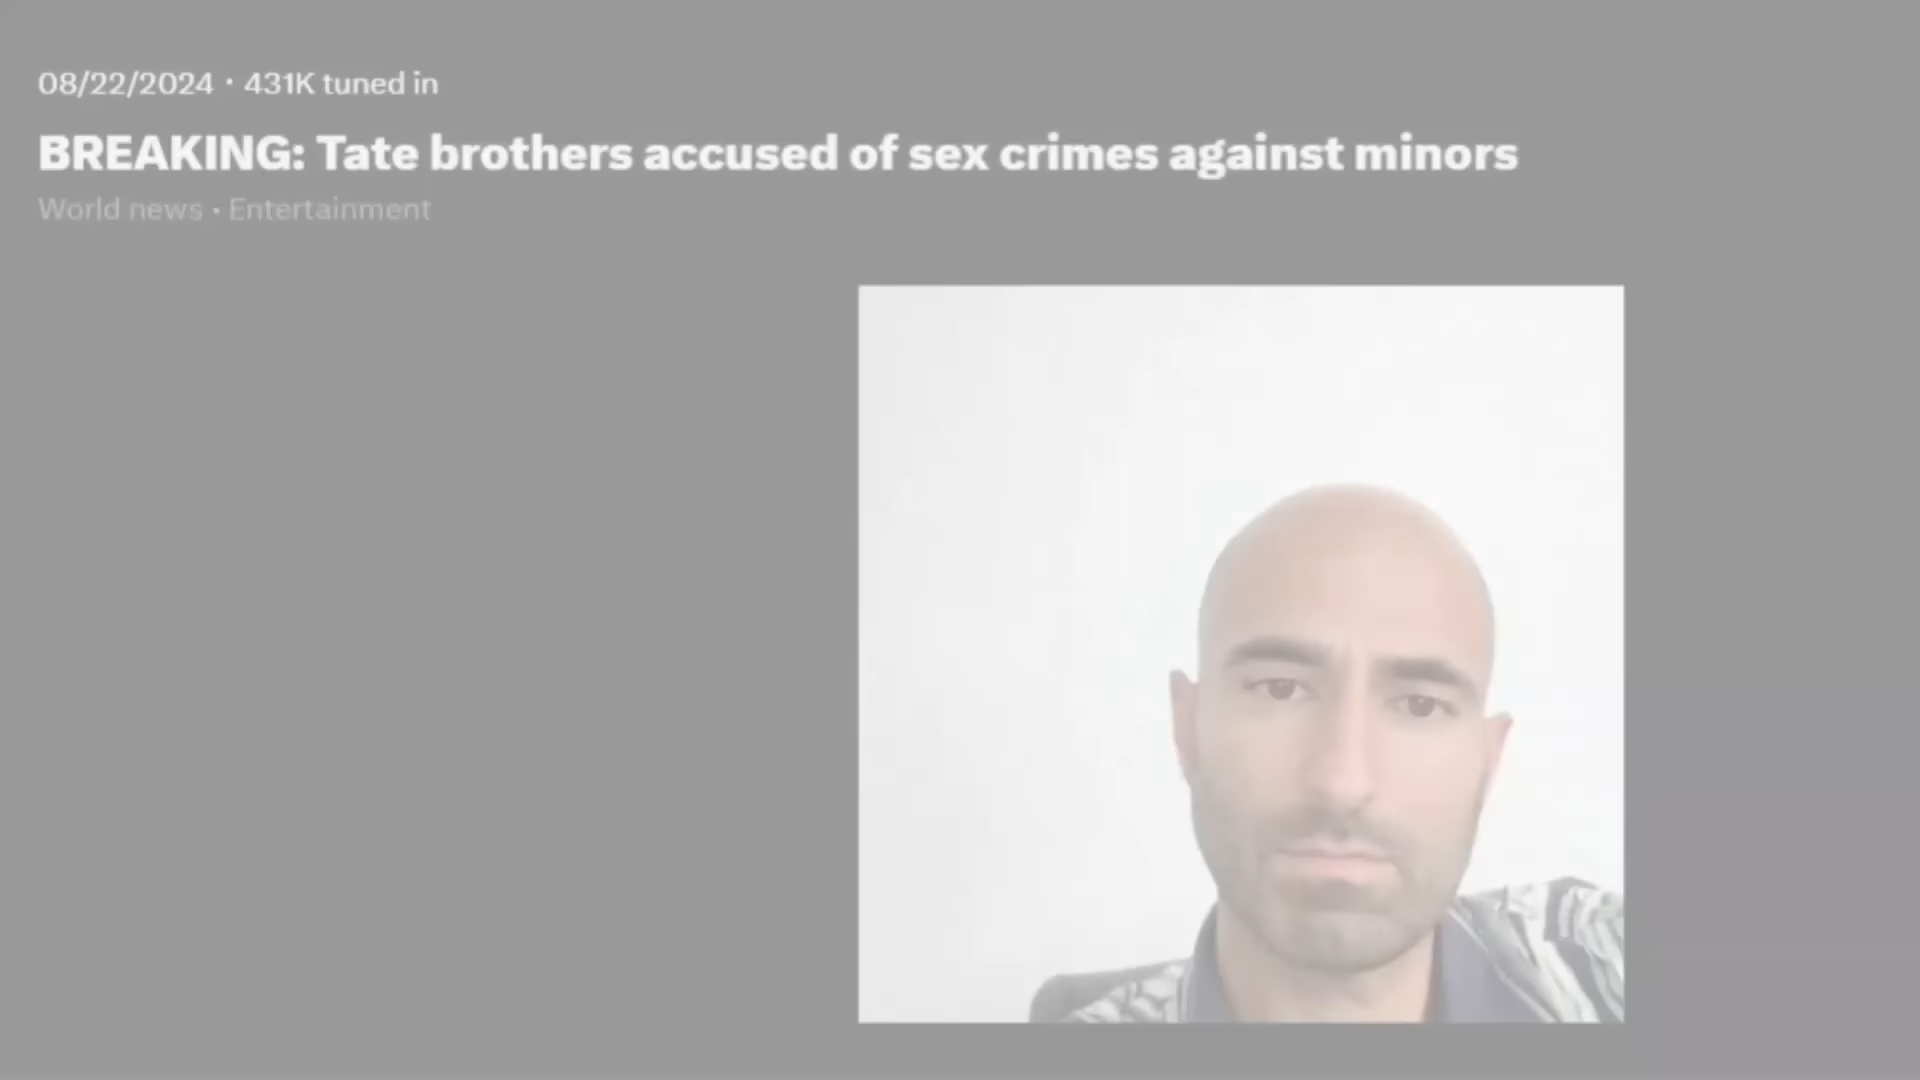 08/22/2024 · 431K tuned in
BREAKING: Tate brothers accused of sex crimes against minors
World news · Entertainment